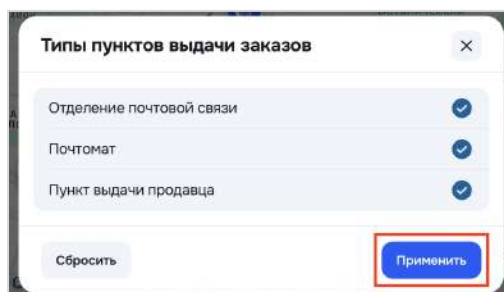 Типы пунктов выдачи заказов
Отделение почтовой связи
Почтомат
Пункт выдачи продавца
Сбросить
Применить